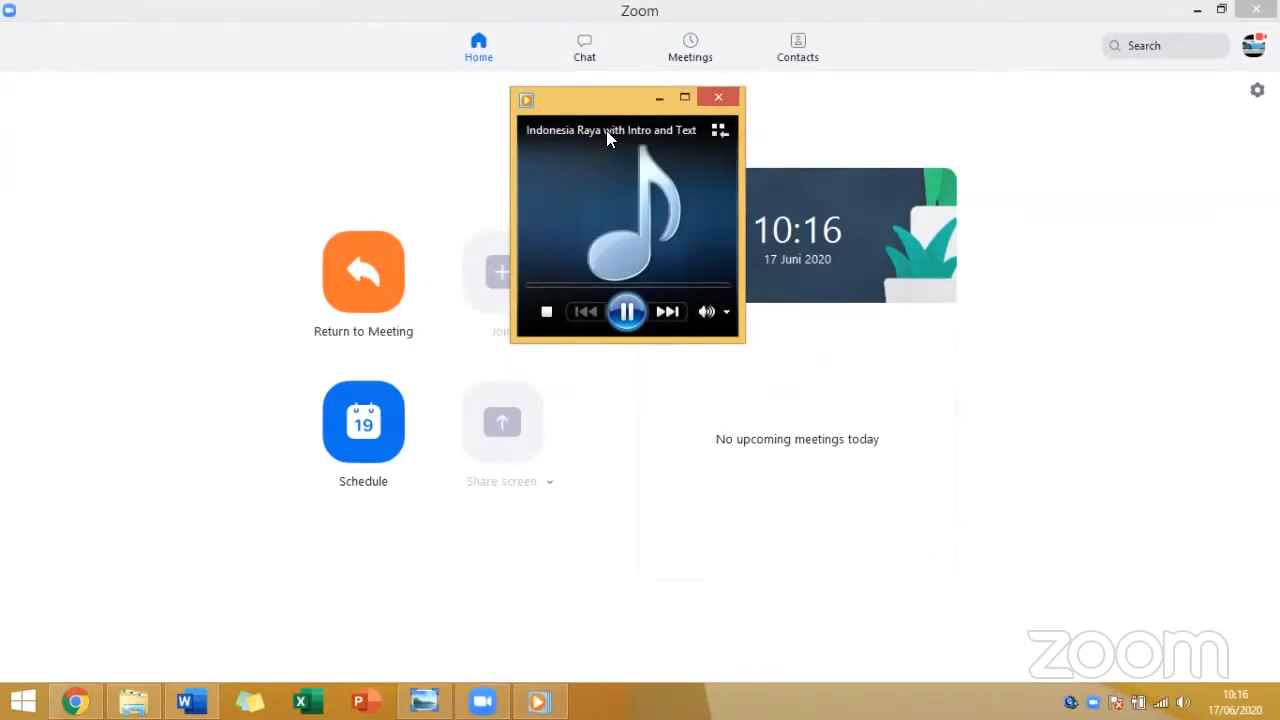 Zoom
Home
Chat
Meetings
Contacts
Search
Indonesia Raya with Intro and Text
10:16
17 Juni 2020
Return to Meeting
Join
19
Schedule
Share screen
No upcoming meetings today
zoom
10:16
17/06/2020